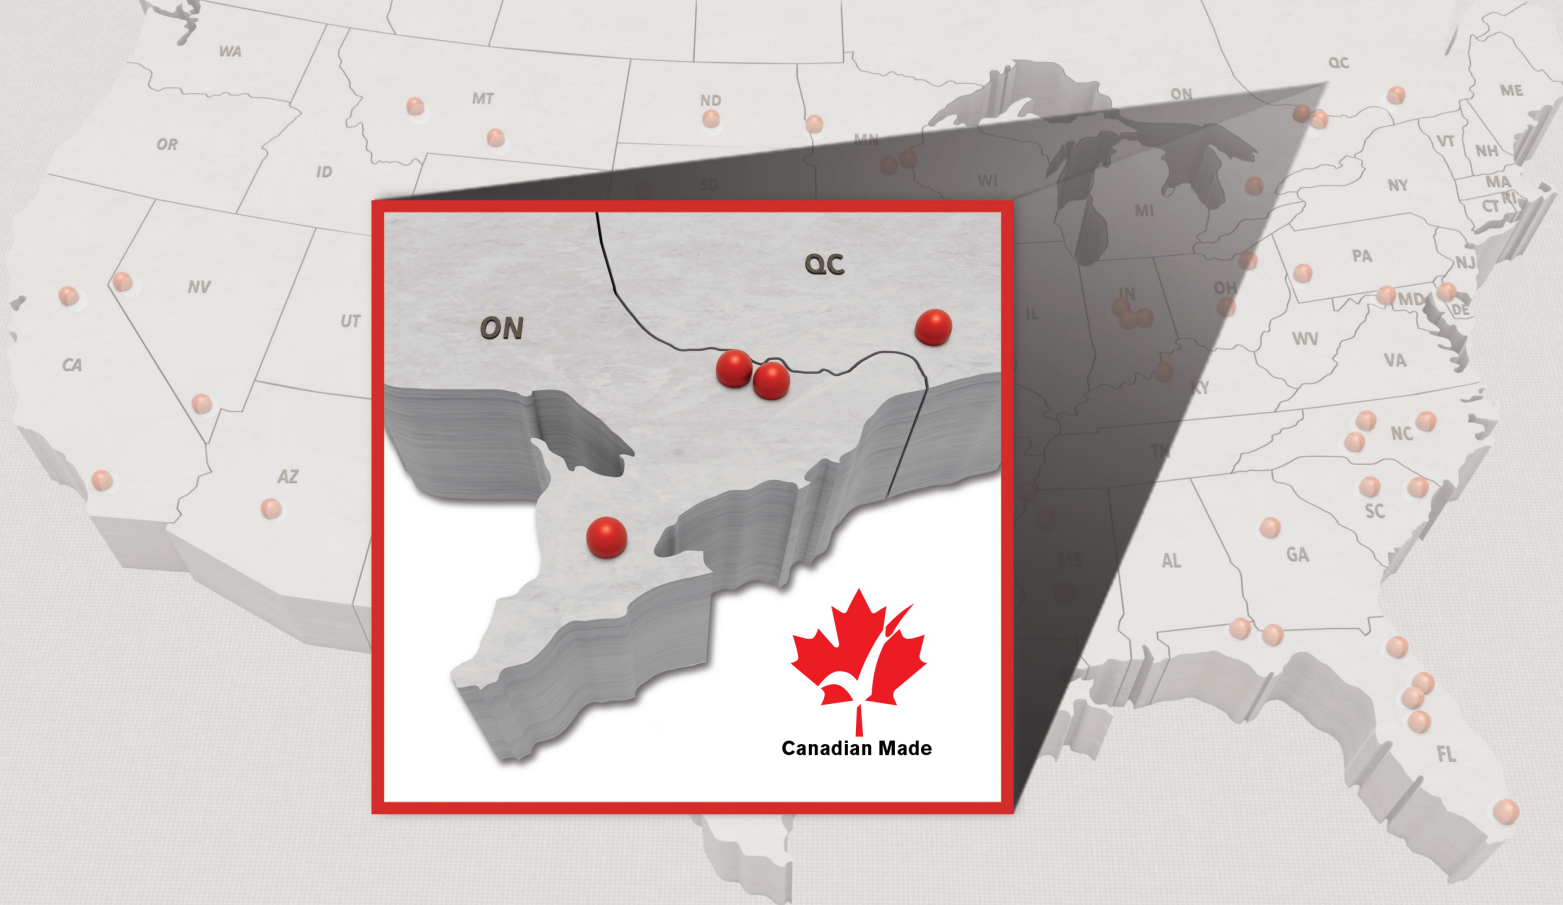 WA
MT
ND
MN
QC
ON
ME
OR
ID
SD
WI
MI
VT
NH
NY
MA
CT
RI
NV
UT
CA
AZ
IL
IN
OH
PA
NJ
MD
DE
WV
VA
KY
TN
NC
SC
MS
AL
GA
FL
QC
ON
Canadian Made